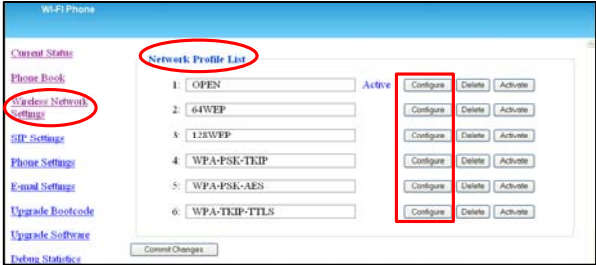 WI-FI Phone
Current Status
Phone Book
Wireless Network
Settings
SIP Settings
Phone Settings
E-mail Settings
Upgrade Bootcode
Upgrade Software
Debug Statistics
Network Profile List
1: OPEN Active Configure Delete Activate
2: 64WEP Configure Delete Activate
3: 128WEP Configure Delete Activate
4: WPA-PSK-TKIP Configure Delete Activate
5: WPA-PSK-AES Configure Delete Activate
6: WPA-TKIP-TTLS Configure Delete Activate
Commit Changes